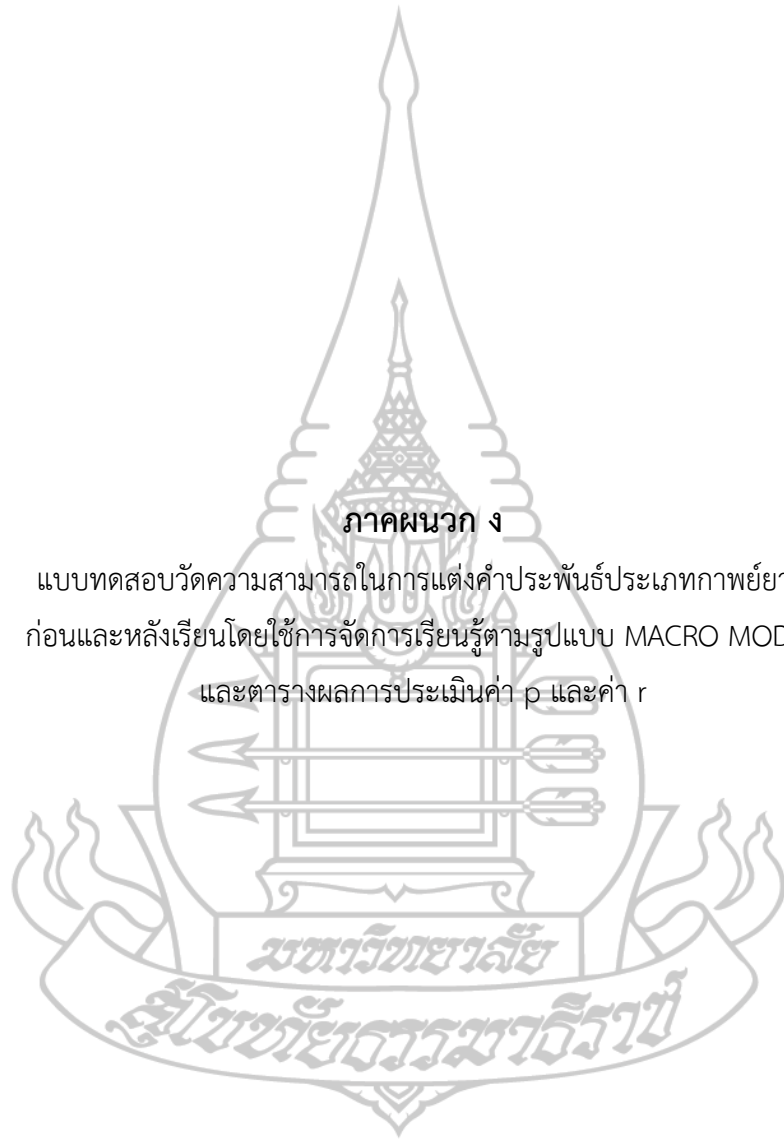 ภาคผนวก ง
แบบทดสอบวัดความสามารถในการแต่งคำประพันธ์ประเภทกาพย์ยา
ก่อนและหลังเรียนโดยใช้การจัดการเรียนรู้ตามรูปแบบ MACRO MOD
และตารางผลการประเมินค่า p และค่า r
มหาวิทยาลัย
สุโขทัยธรรมาธิราช